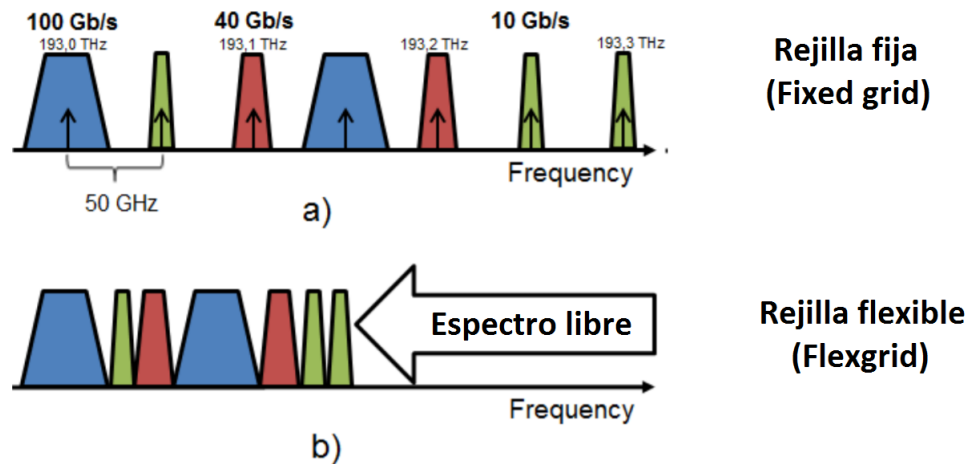 100 Gb/s
40 Gb/s
10 Gb/s
193,0 THz
193,1 THz
193,2 THz
193,3 THz
Rejilla fija
(Fixed grid)
Frequency
50 GHz
a)
Espectro libre
Rejilla flexible
(Flexgrid)
Frequency
b)